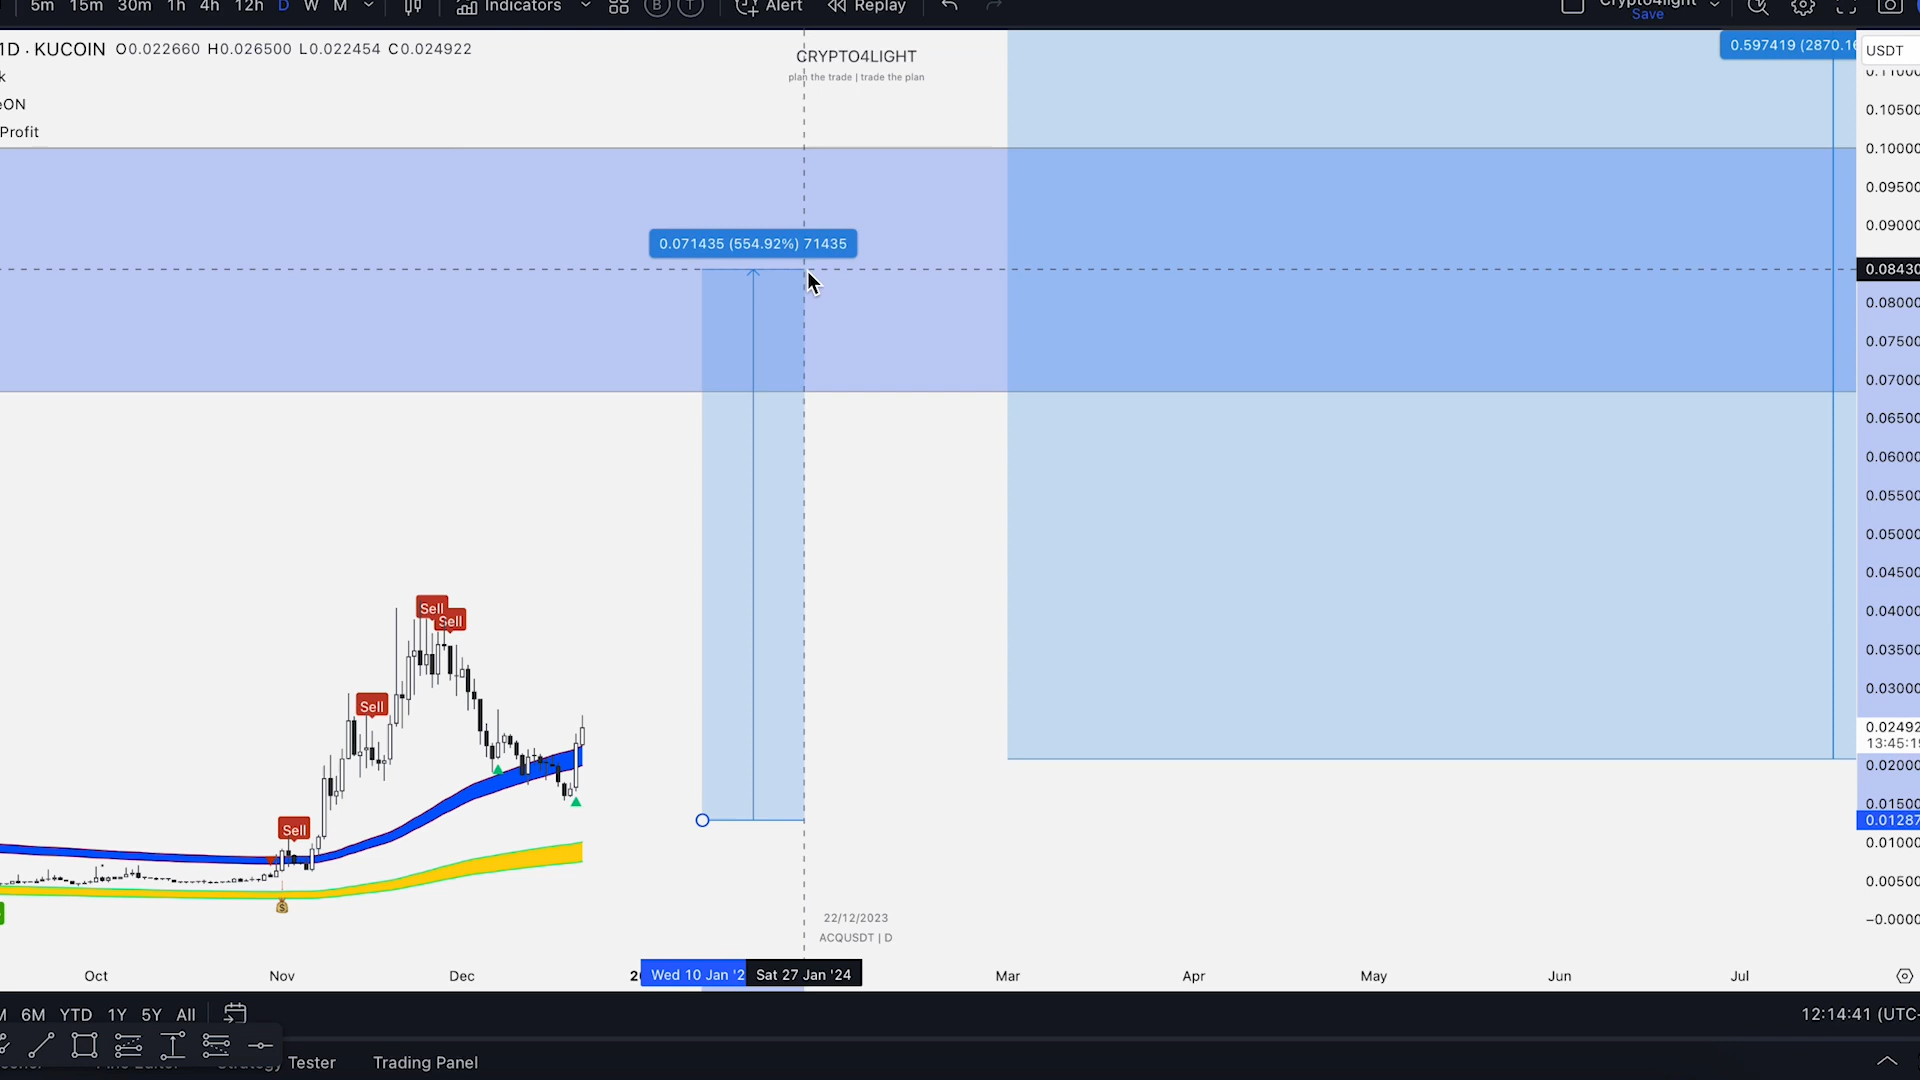 5m 15m 30m 1h 4h 12h D W M Indicators B T Alert Replay Crypto4light
Save
1D · KUCOIN O0.022660 H0.026500 L0.022454 C0.024922
CRYPTO4LIGHT
plan the trade | trade the plan
0.597419 (2870.16
USDT
Profit
0.10500
0.10000
0.09500
0.09000
0.071435 (554.92%) 71435
0.08430
0.08000
0.07500
0.07000
0.06500
0.06000
0.05500
0.05000
0.04500
0.04000
0.03500
0.03000
0.02492
13:45:1
0.02000
0.01500
0.01287
0.01000
0.00500
−0.0000
Sell
Sell
Sell
Sell
22/12/2023
ACQUSDT | D
Oct Nov Dec Wed 10 Jan '2 Sat 27 Jan '24 Mar Apr May Jun Jul
6M YTD 1Y 5Y All
12:14:41 (UTC-
Tester Trading Panel